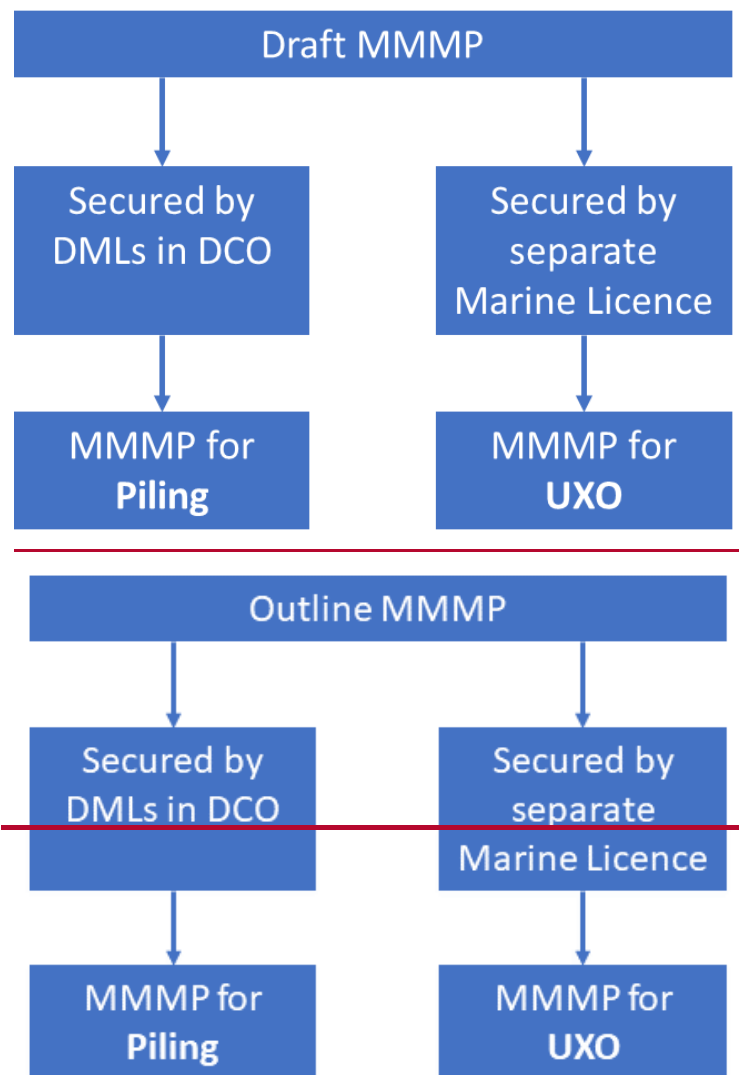 Draft MMMP
Secured by
DMLs in DCO
Secured by
separate
Marine Licence
MMMP for
Piling
MMMP for
UXO
Outline MMMP
Secured by
DMLs in DCO
Secured by
separate
Marine Licence
MMMP for
Piling
MMMP for
UXO